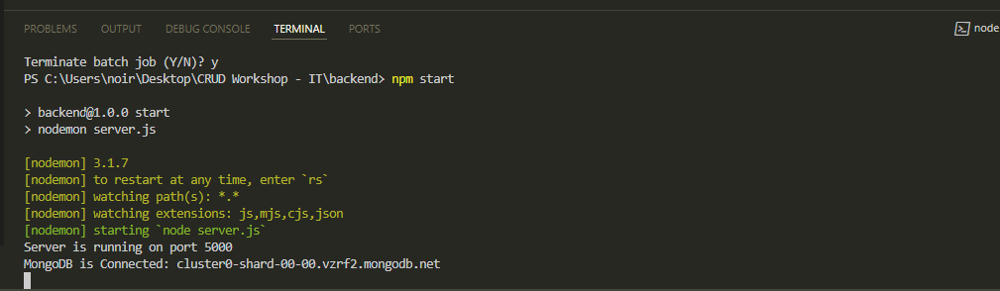 PROBLEMS OUTPUT DEBUG CONSOLE TERMINAL PORTS node
Terminate batch job (Y/N)? y
PS C:\Users\noir\Desktop\CRUD Workshop - IT\backend> npm start
> backend@1.0.0 start
> nodemon server.js
[nodemon] 3.1.7
[nodemon] to restart at any time, enter `rs`
[nodemon] watching path(s): *.*
[nodemon] watching extensions: js,mjs,cjs,json
[nodemon] starting `node server.js`
Server is running on port 5000
MongoDB is Connected: cluster0-shard-00-00.vzrf2.mongodb.net